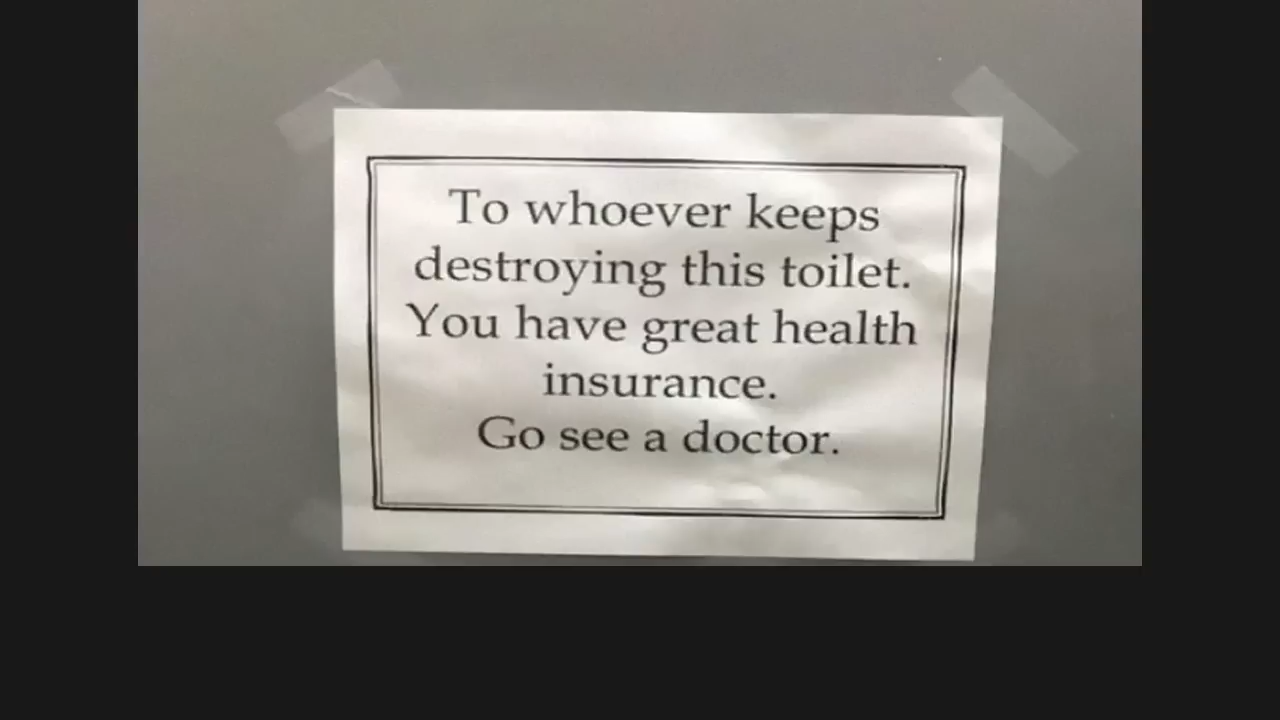 To whoever keeps
destroying this toilet.
You have great health
insurance.
Go see a doctor.